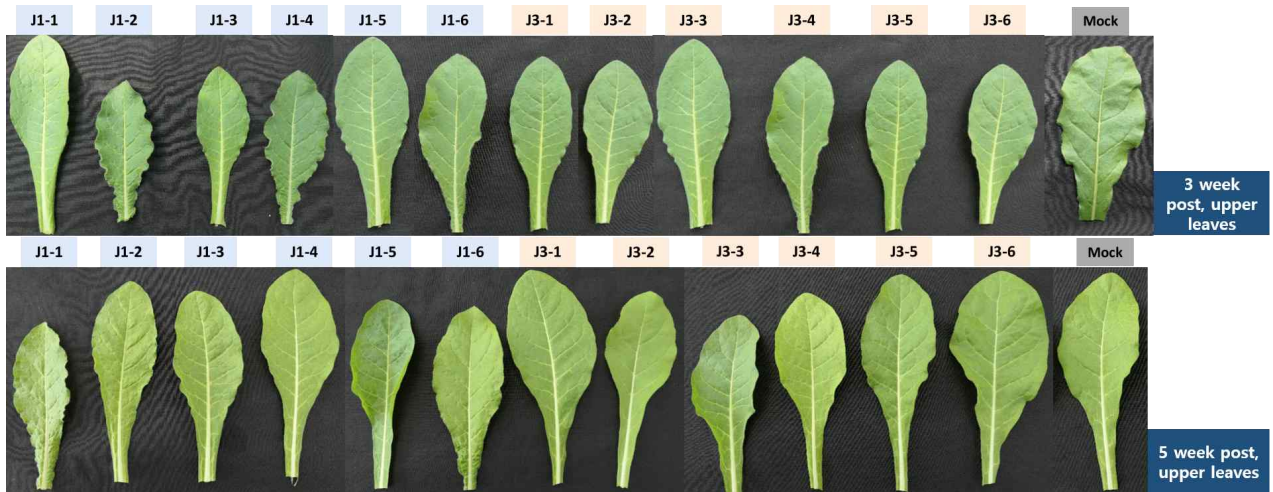 J1-1 J1-2 J1-3 J1-4 J1-5 J1-6 J3-1 J3-2 J3-3 J3-4 J3-5 J3-6 Mock
3 week
post, upper
leaves
J1-1 J1-2 J1-3 J1-4 J1-5 J1-6 J3-1 J3-2 J3-3 J3-4 J3-5 J3-6 Mock
5 week post,
upper leaves